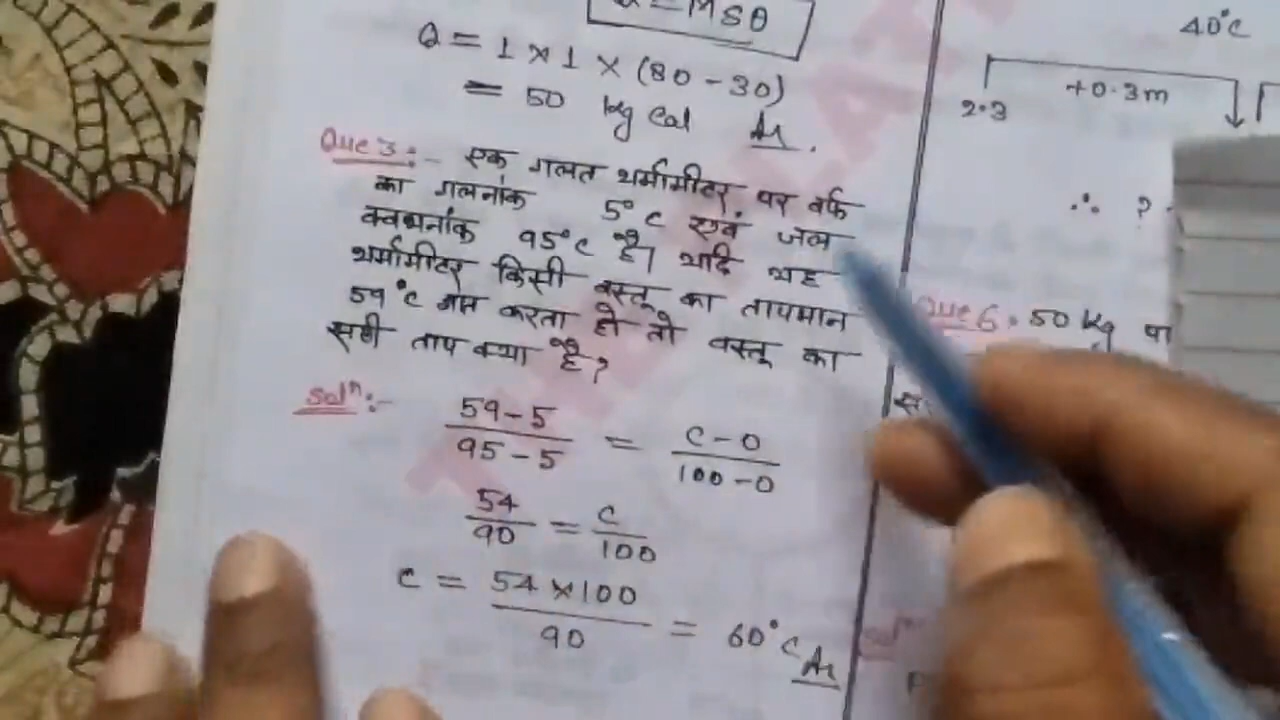 MSθ
Q = 1 × 1 × (80 - 30)
= 50 kg Cal Ans.
Que 3:- एक गलत थर्मामीटर पर बर्फ
का गलनांक 5°C एवं जल
क्वथनांक 95°C है। यदि यह
थर्मामीटर किसी वस्तू का तापमान
59°C माप करता हो तो वस्तू का
सही ताप क्या है?
Solⁿ:-
59-5 / 95-5 = C-0 / 100-0
54 / 90 = C / 100
C = 54 × 100 / 90 = 60°C Ans
40°C
+0.3m
2.3
∴ ?
Que 6. 50 kg